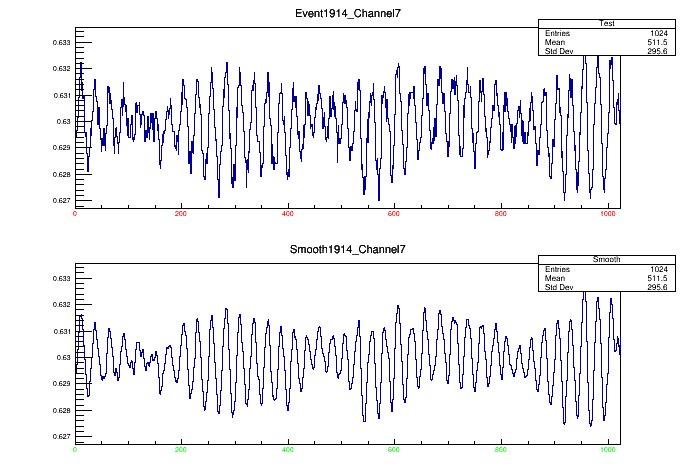 Event1914_Channel7
Test
Entries 1024
Mean 511.5
Std Dev 295.6
0.633
0.632
0.631
0.63
0.629
0.628
0.627
0 200 400 600 800 1000
Smooth1914_Channel7
Smooth
Entries 1024
Mean 511.5
Std Dev 295.6
0.633
0.632
0.631
0.63
0.629
0.628
0.627
0 200 400 600 800 1000